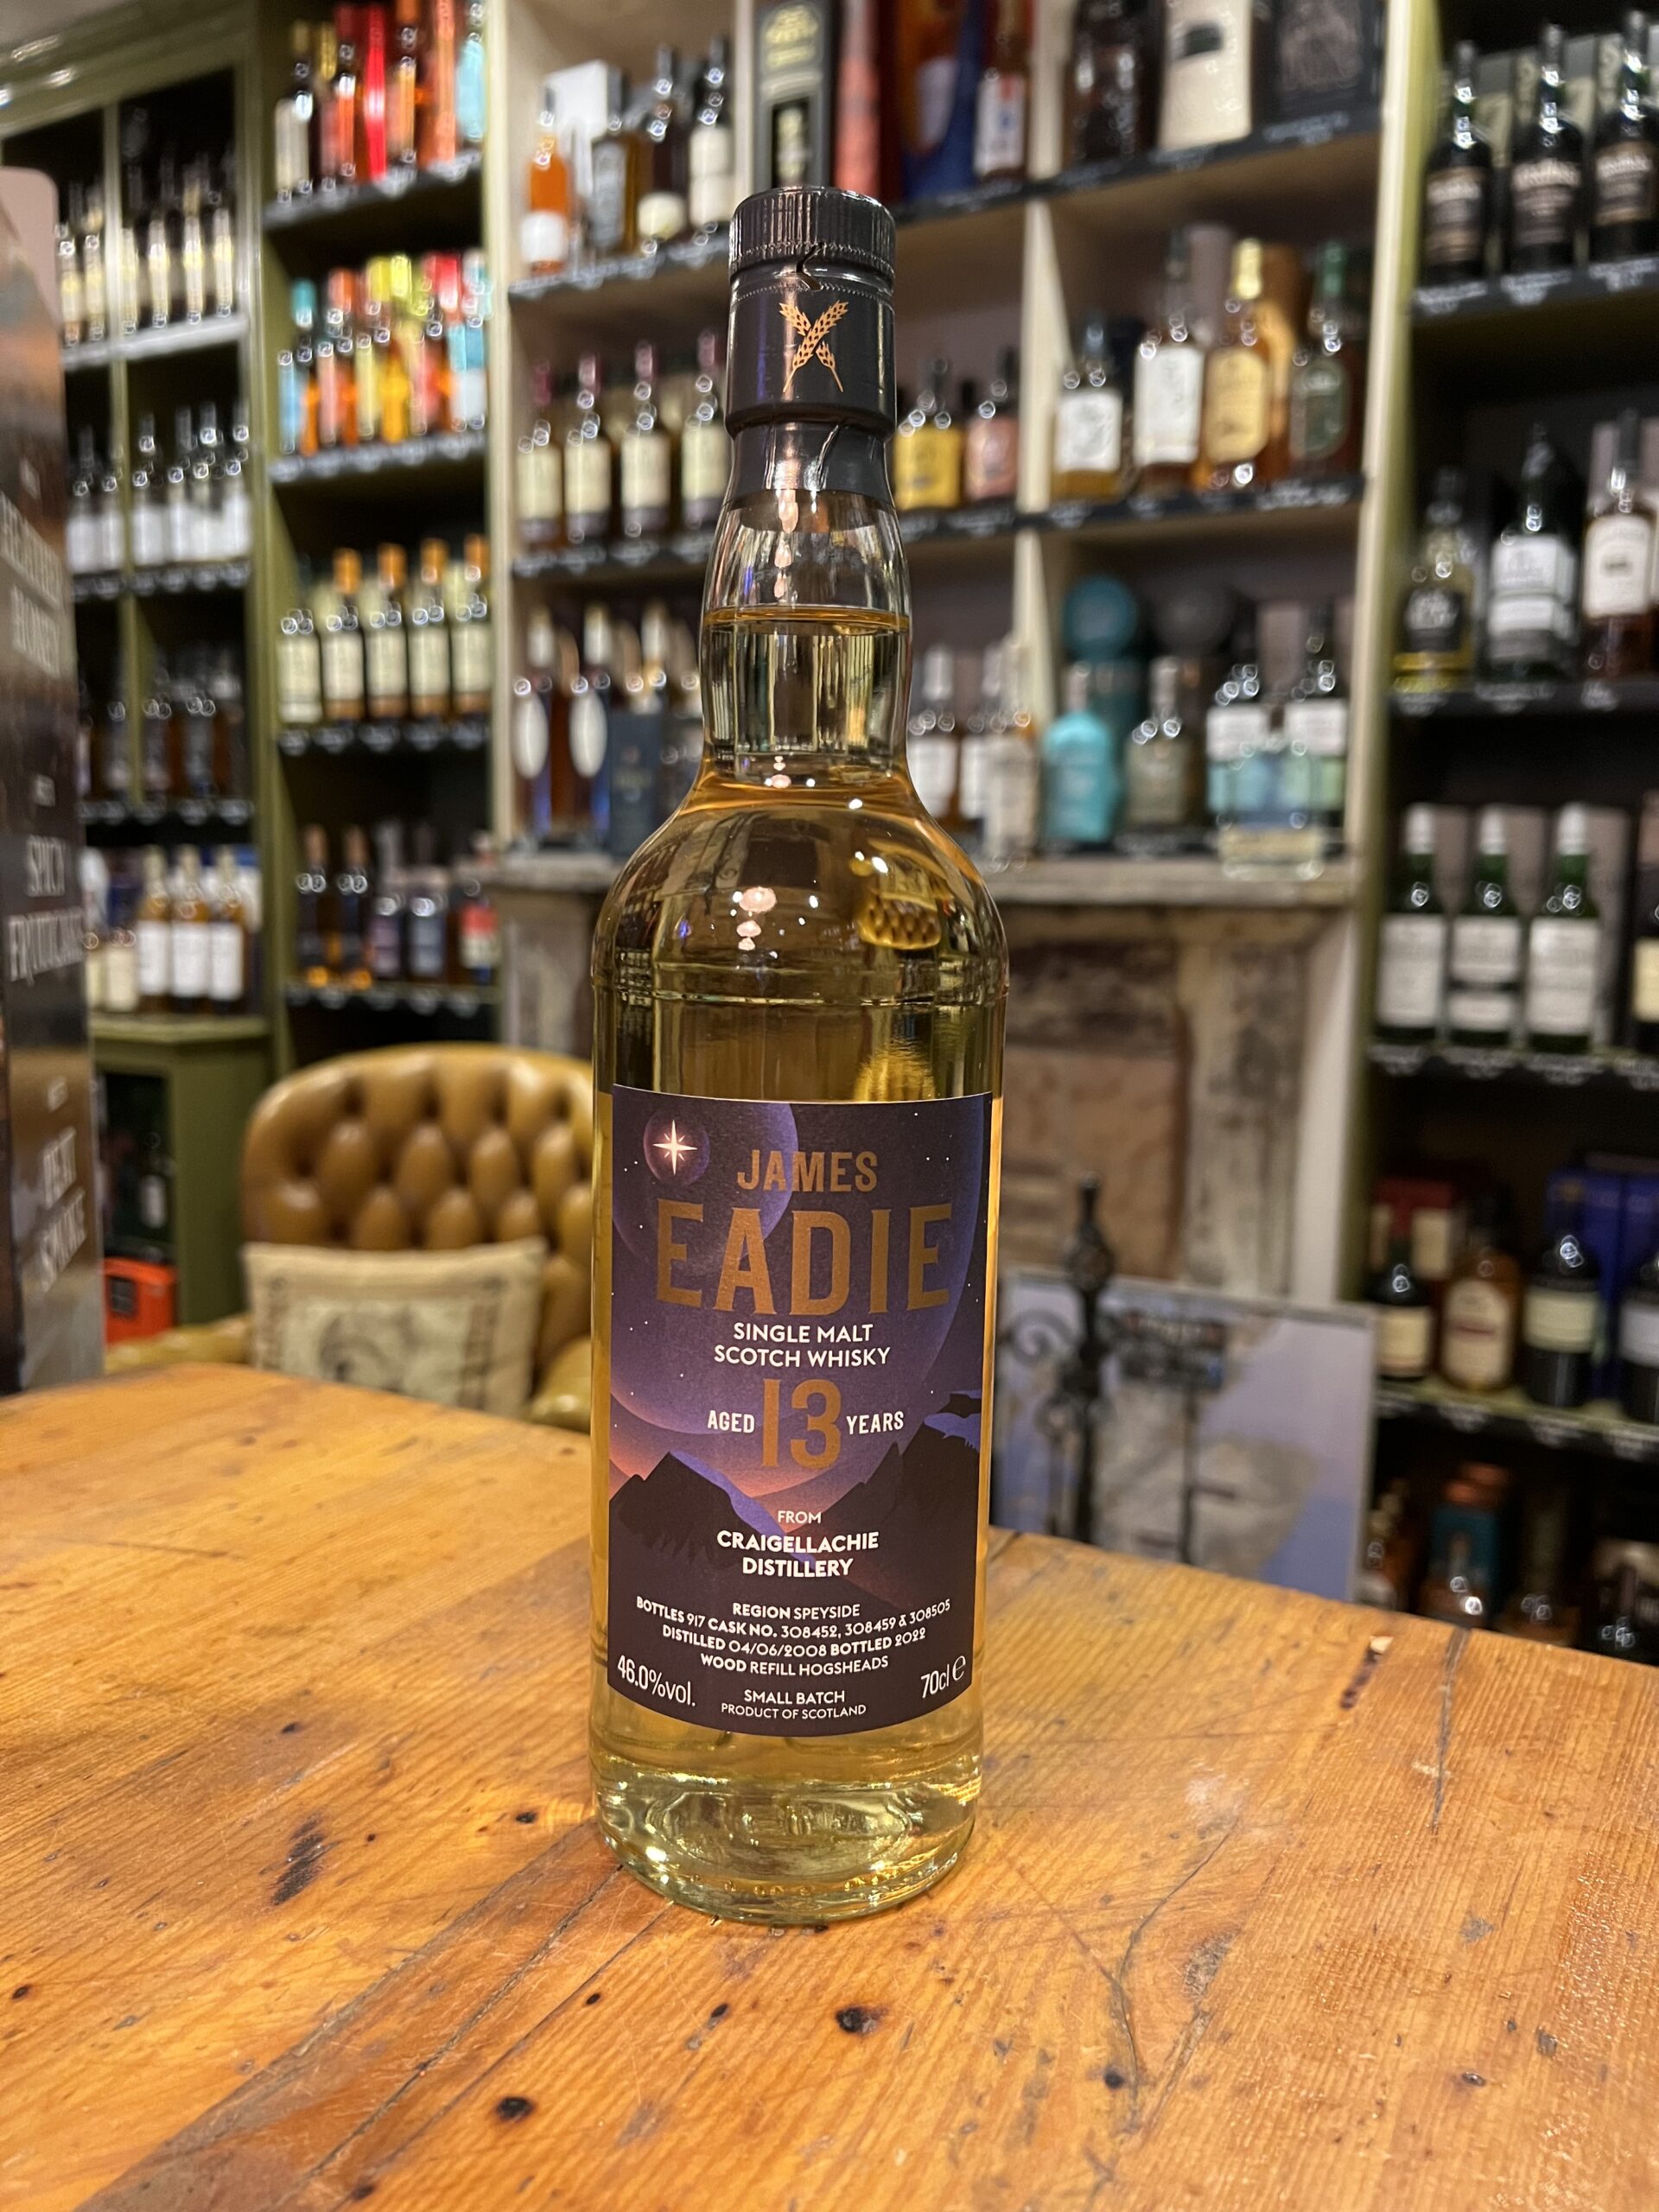 JAMES
EADIE
SINGLE MALT
SCOTCH WHISKY
AGED 13 YEARS
FROM
CRAIGELLACHIE
DISTILLERY
REGION SPEYSIDE
BOTTLES 917 CASK NO. 308452, 308459 & 308505
DISTILLED 04/06/2008 BOTTLED 2022
WOOD REFILL HOGSHEADS
46.0%vol.
70cl e
SMALL BATCH
PRODUCT OF SCOTLAND
SPICY